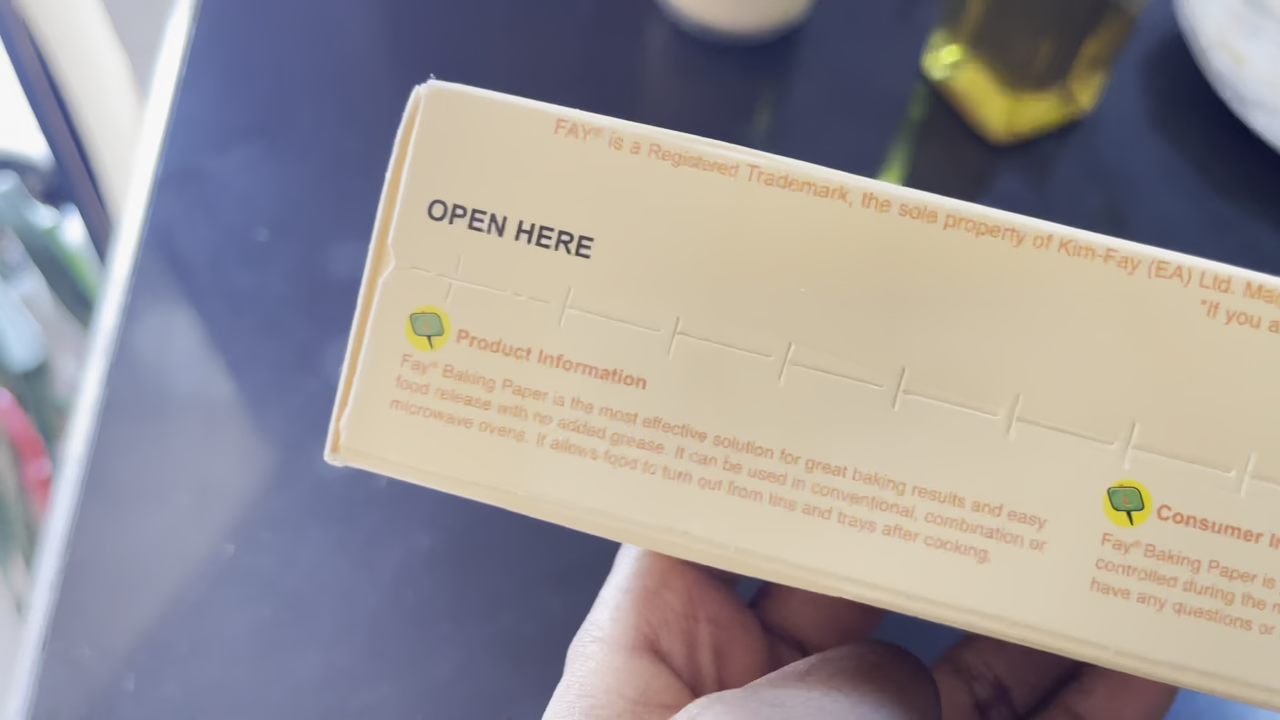 FAY® is a Registered Trademark, the sole property of Kim-Fay (EA) Ltd.
"If you a
OPEN HERE
Product Information
Fay® Baking Paper is the most effective solution for great baking results and easy
food release with no added grease. It can be used in conventional, combination or
microwave ovens. It allows food to turn out from tins and trays after cooking.
Consumer
Fay® Baking Paper is
controlled during the
have any questions or